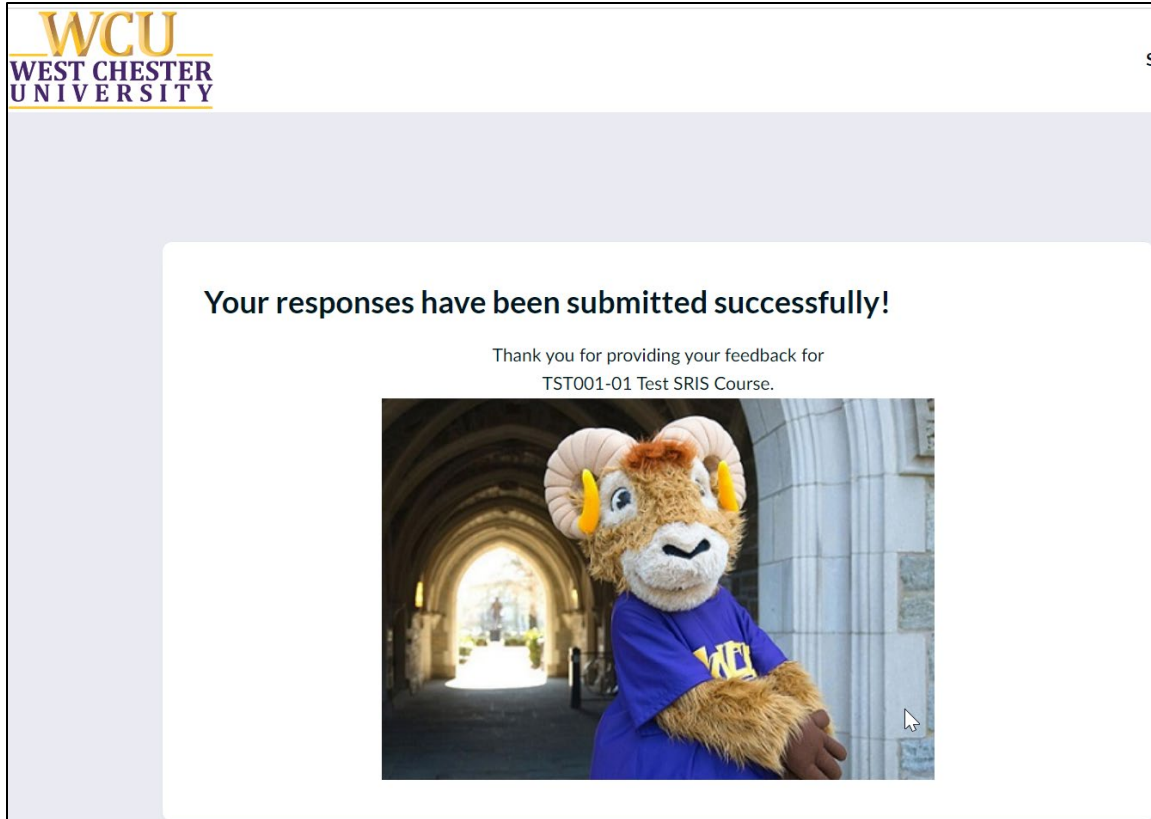 WCU
WEST CHESTER
UNIVERSITY
Your responses have been submitted successfully!
Thank you for providing your feedback for
TST001-01 Test SRIS Course.
WCU